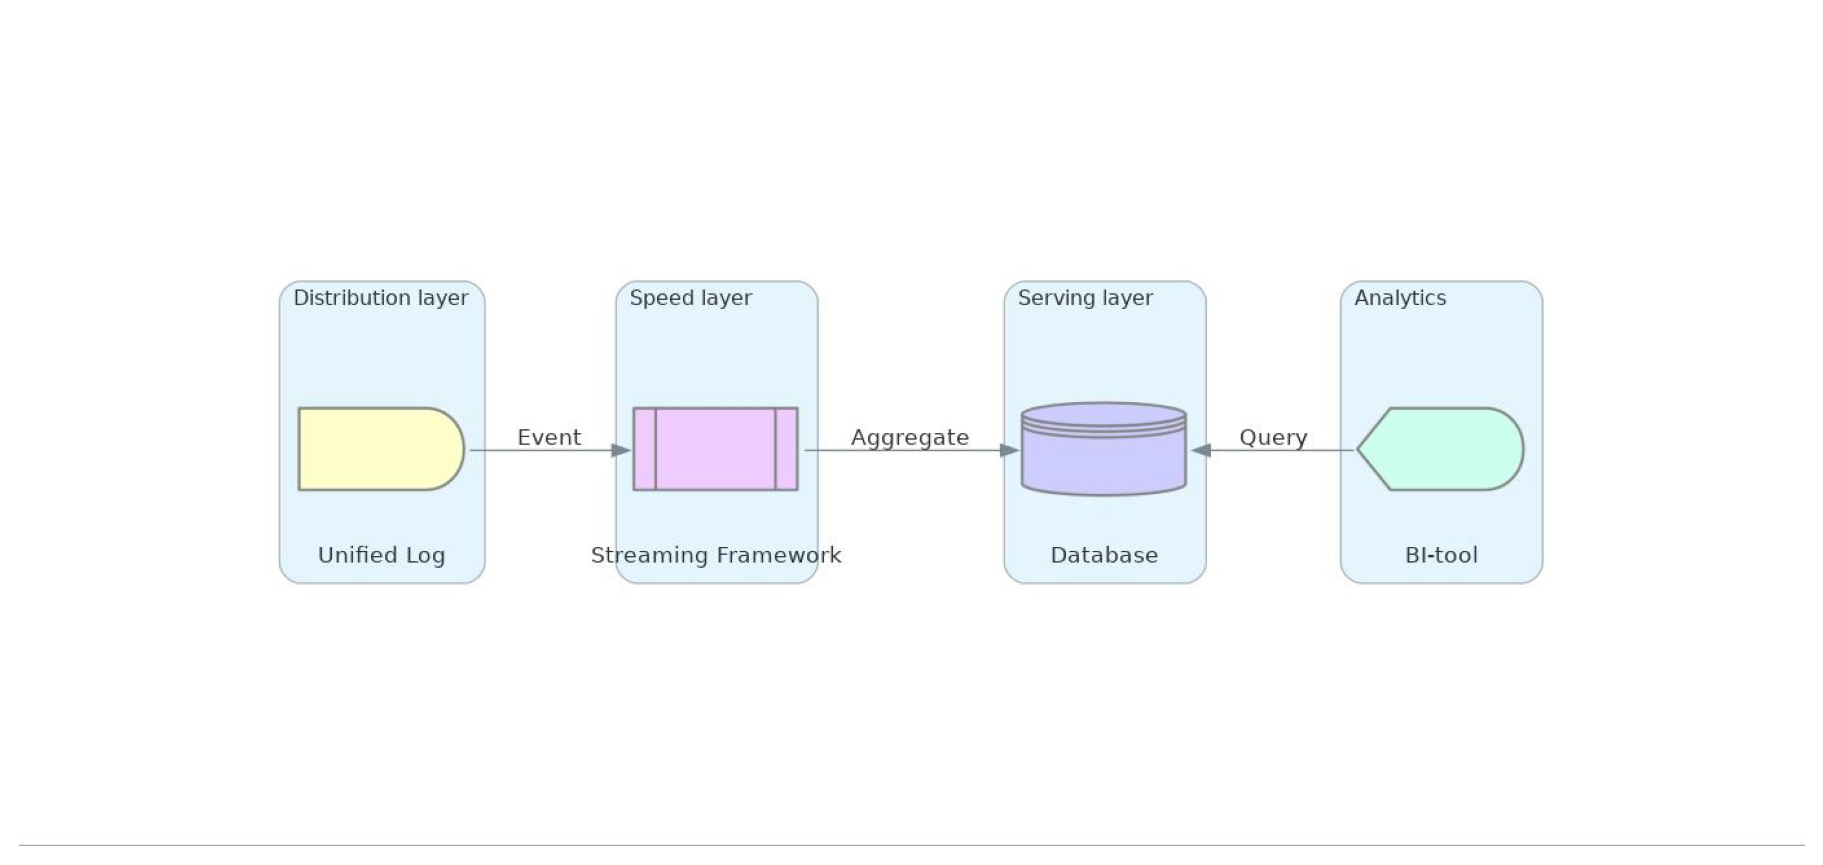 Distribution layer
Speed layer
Serving layer
Analytics
Event
Aggregate
Query
Unified Log
Streaming Framework
Database
BI-tool